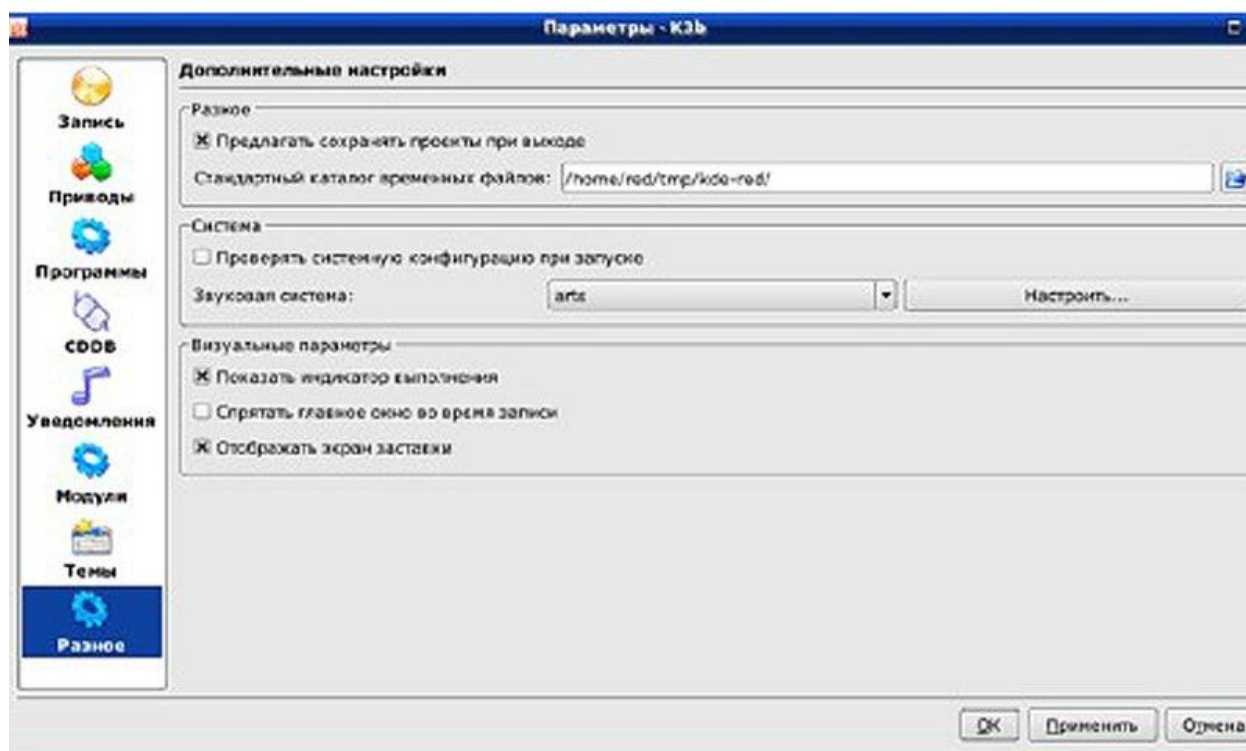 Параметры - K3b
Запись
Приводы
Программы
CDDB
Уведомления
Модули
Темы
Разное
Дополнительные настройки
Разное
Предлагать сохранять проекты при выходе
Стандартный каталог временных файлов: /home/red/tmp/kde-red/
Система
Проверять системную конфигурацию при запуске
Звуковая система: arts Настроить...
Визуальные параметры
Показать индикатор выполнения
Спрятать главное окно во время записи
Отображать экран заставки
OK Применить Отмена